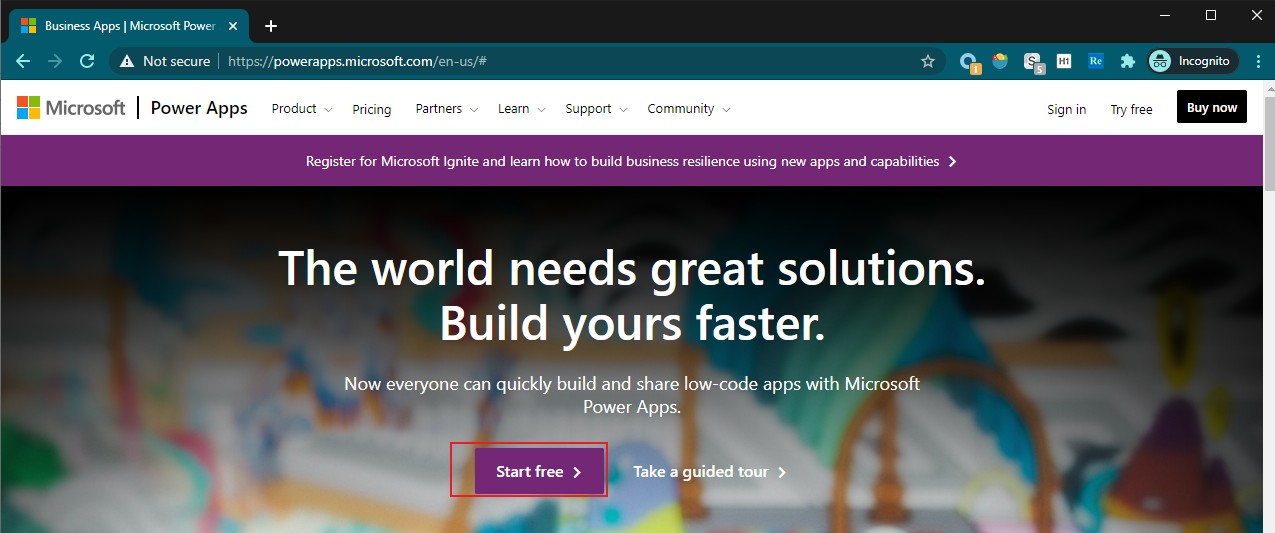 Business Apps | Microsoft Power
Not secure https://powerapps.microsoft.com/en-us/#
1 S 5 H1 Re Incognito
Microsoft Power Apps Product Pricing Partners Learn Support Community Sign in Try free Buy now
Register for Microsoft Ignite and learn how to build business resilience using new apps and capabilities
The world needs great solutions.
Build yours faster.
Now everyone can quickly build and share low-code apps with Microsoft
Power Apps.
Start free Take a guided tour